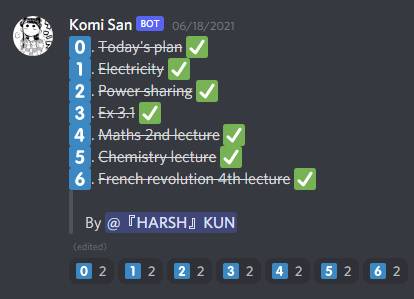 Komi San BOT 06/18/2021
0. Today's plan ✅
1. Electricity ✅
2. Power sharing ✅
3. Ex 3.1 ✅
4. Maths 2nd lecture ✅
5. Chemistry lecture ✅
6. French revolution 4th lecture ✅
By @『HARSH』KUN
(edited)
0 2 1 2 2 2 3 2 4 2 5 2 6 2